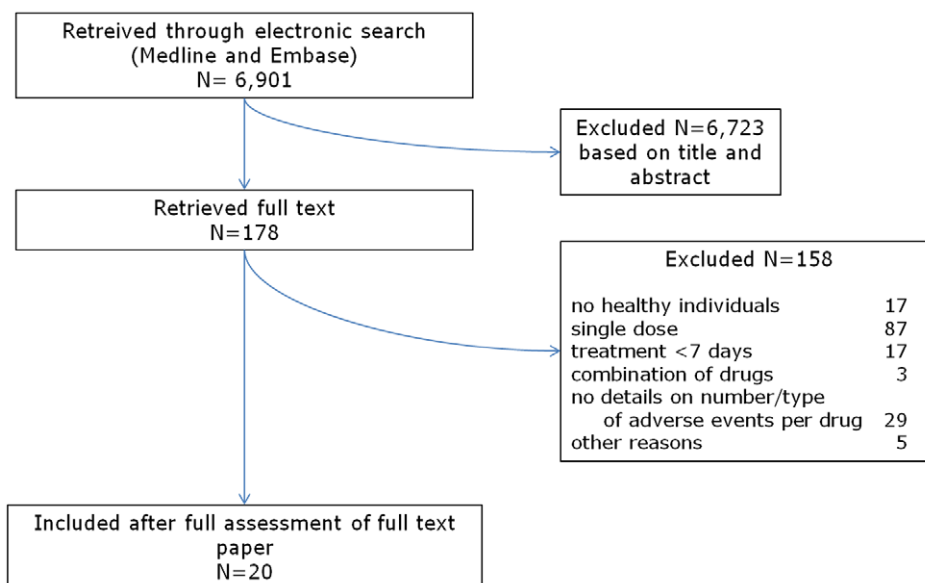 Retreived through electronic search
(Medline and Embase)
N= 6,901
Excluded N=6,723
based on title and
abstract
Retrieved full text
N=178
Excluded N=158
no healthy individuals 17
single dose 87
treatment <7 days 17
combination of drugs 3
no details on number/type
of adverse events per drug 29
other reasons 5
Included after full assessment of full text
paper
N=20